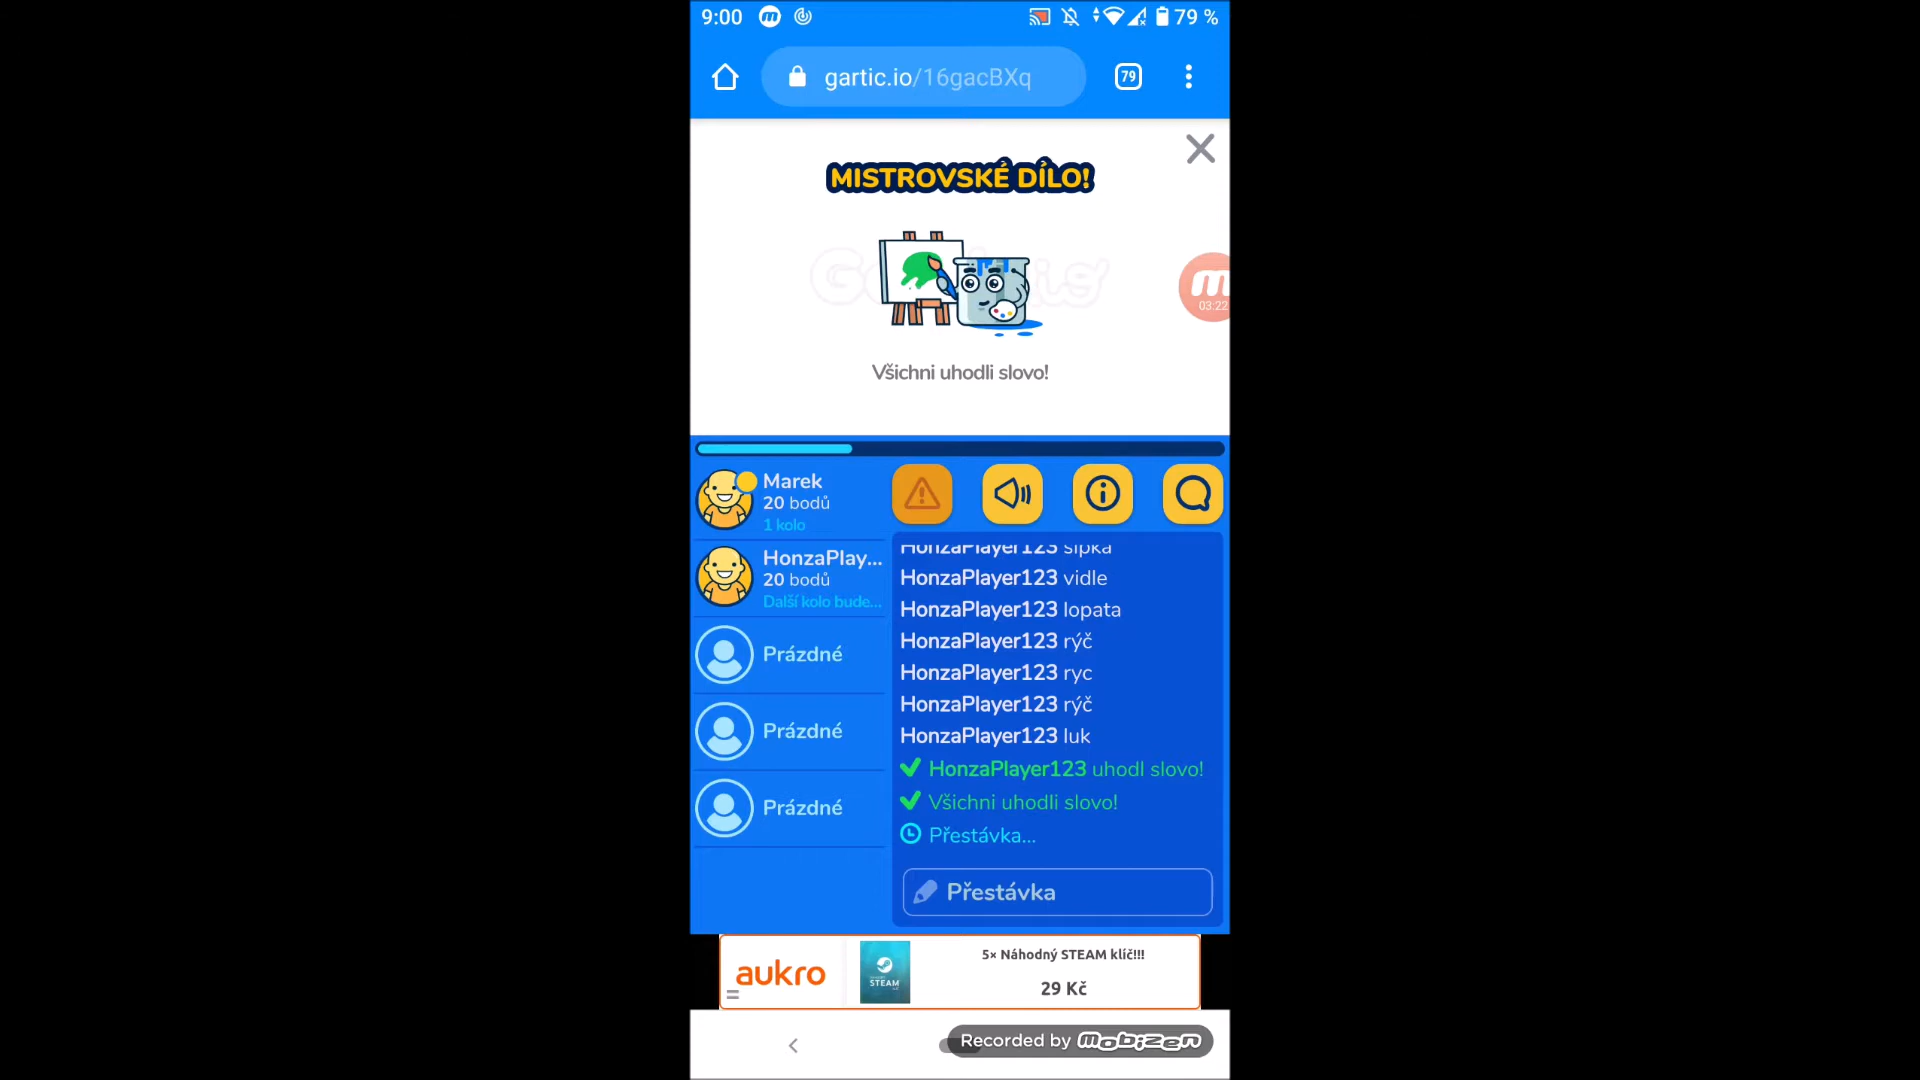 9:00
79 %
gartic.io/16gacBXq
79
MISTROVSKÉ DÍLO!
03:22
Všichni uhodli slovo!
Marek
20 bodů
1 kolo
HonzaPlay...
20 bodů
Další kolo bude...
Prázdné
Prázdné
Prázdné
HonzaPlayer123 šipka
HonzaPlayer123 vidle
HonzaPlayer123 lopata
HonzaPlayer123 rýč
HonzaPlayer123 ryc
HonzaPlayer123 rýč
HonzaPlayer123 luk
HonzaPlayer123 uhodl slovo!
Všichni uhodli slovo!
Přestávka...
Přestávka
aukro
STEAM
5× Náhodný STEAM klíč!!!
29 Kč
Recorded by mobizen